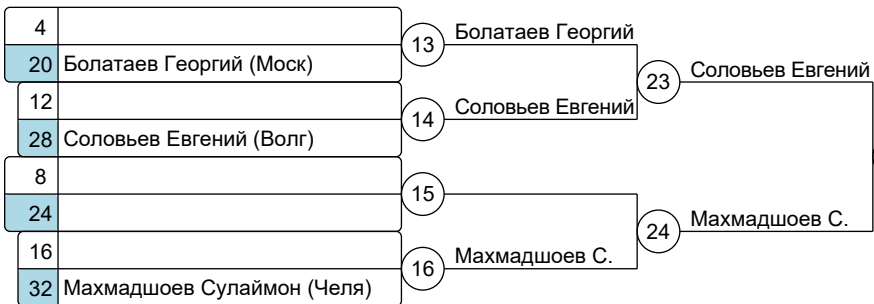 4
20 Болатаев Георгий (Моск)
12
28 Соловьев Евгений (Волг)
8
24
16
32 Махмадшоев Сулаймон (Челя)
13 Болатаев Георгий
14 Соловьев Евгений
15
16 Махмадшоев С.
23 Соловьев Евгений
24 Махмадшоев С.